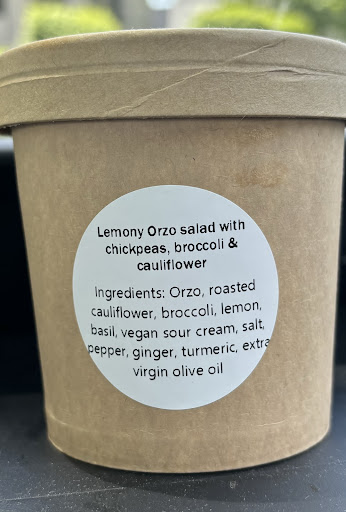 Lemony Orzo salad with
chickpeas, broccoli &
cauliflower
Ingredients: Orzo, roasted
cauliflower, broccoli, lemon,
basil, vegan sour cream, salt,
pepper, ginger, turmeric, extra
virgin olive oil